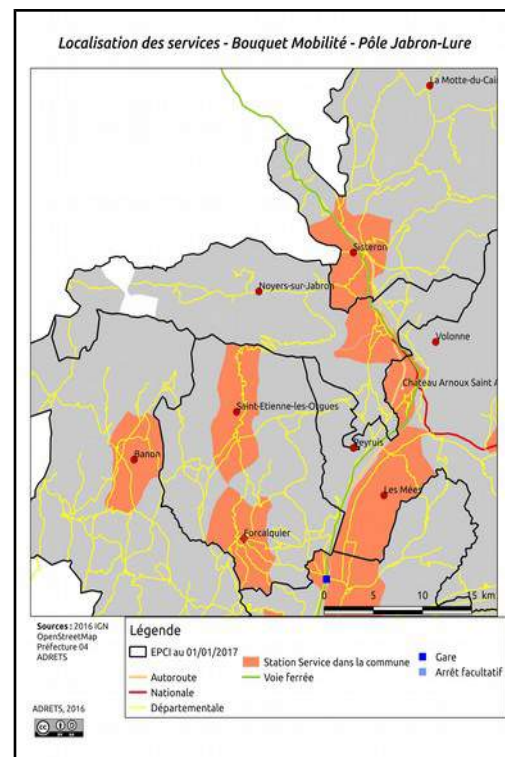 Localisation des services - Bouquet Mobilité - Pôle Jabron-Lure
La Motte-du-Cai
Sisteron
Noyers-sur-Jabron
Volonne
Château Arnoux Saint A
Saint-Etienne-les-Orgues
Peyruis
Banon
Les Mées
Forcalquier
0 5 10 15 km
Sources : 2016 IGN
OpenStreetMap
Préfecture 04
ADRETS
ADRETS, 2016
Légende
EPCI au 01/01/2017
Autoroute
Nationale
Départementale
Station Service dans la commune
Voie ferrée
Gare
Arrêt facultatif